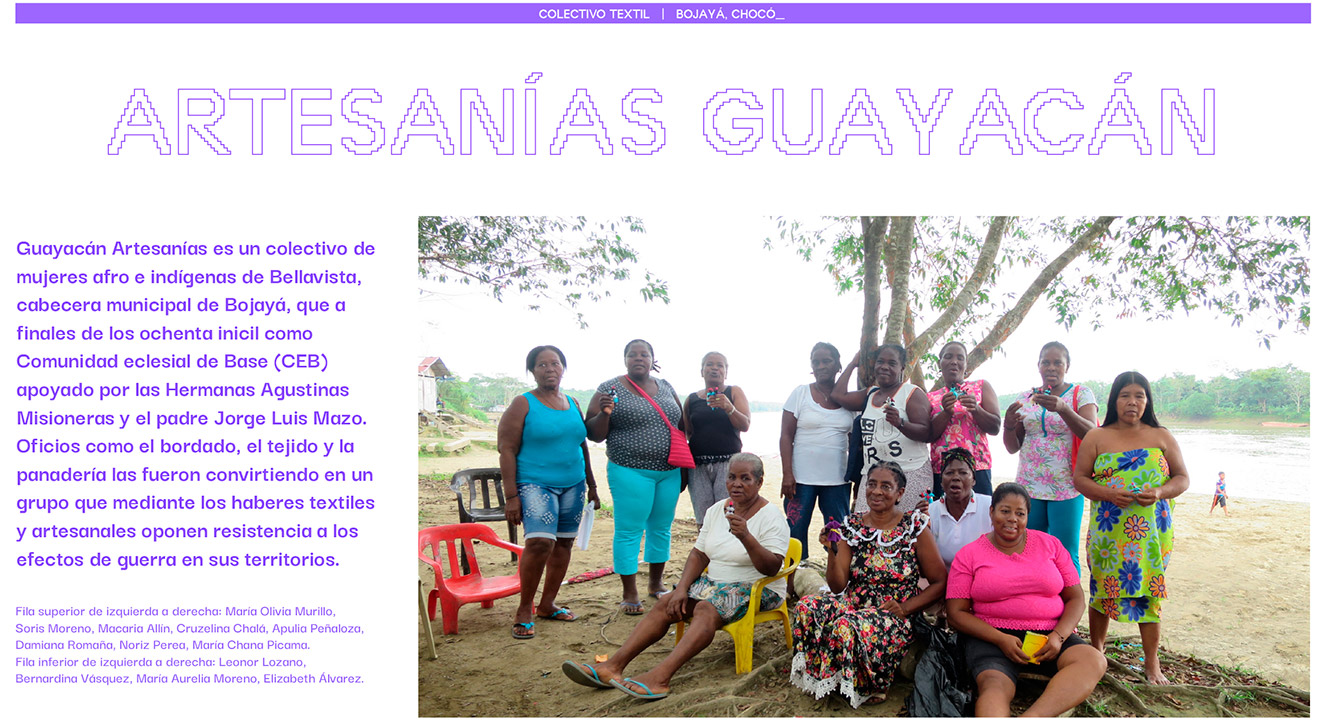 COLECTIVO TEXTIL | BOJAYÁ, CHOCÓ_
ARTESANÍAS GUAYACÁN
Guayacán Artesanías es un colectivo de
mujeres afro e indígenas de Bellavista,
cabecera municipal de Bojayá, que a
finales de los ochenta inicil como
Comunidad eclesial de Base (CEB)
apoyado por las Hermanas Agustinas
Misioneras y el padre Jorge Luis Mazo.
Oficios como el bordado, el tejido y la
panadería las fueron convirtiendo en un
grupo que mediante los haberes textiles
y artesanales oponen resistencia a los
efectos de guerra en sus territorios.
Fila superior de izquierda a derecha: María Olivia Murillo,
Soris Moreno, Macaria Allín, Cruzelina Chalá, Apulia Peñaloza,
Damiana Romaña, Noriz Perea, María Chana Picama.
Fila inferior de izquierda a derecha: Leonor Lozano,
Bernardina Vásquez, María Aurelia Moreno, Elizabeth Álvarez.